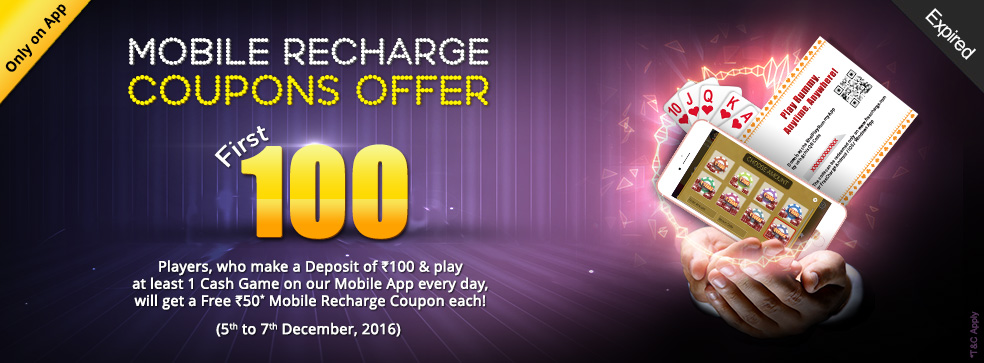 Only on App
Expired
MOBILE RECHARGE
COUPONS OFFER
First
100
Players, who make a Deposit of ₹100 & play
at least 1 Cash Game on our Mobile App every day,
will get a Free ₹50* Mobile Recharge Coupon each!
(5th to 7th December, 2016)
10 J Q K A
Play Rummy.
Anytime, Anywhere!
CHOOSE AMOUNT
*T&C Apply